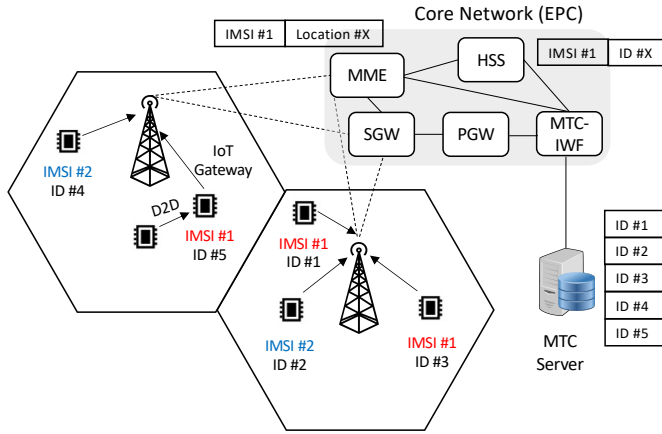 Core Network (EPC)
IMSI #1 Location #X
MME
HSS
IMSI #1 ID #X
SGW
PGW
MTC-
IWF
IoT
Gateway
IMSI #2
ID #4
D2D
IMSI #1
ID #5
IMSI #1
ID #1
IMSI #2
ID #2
IMSI #1
ID #3
MTC
Server
ID #1
ID #2
ID #3
ID #4
ID #5